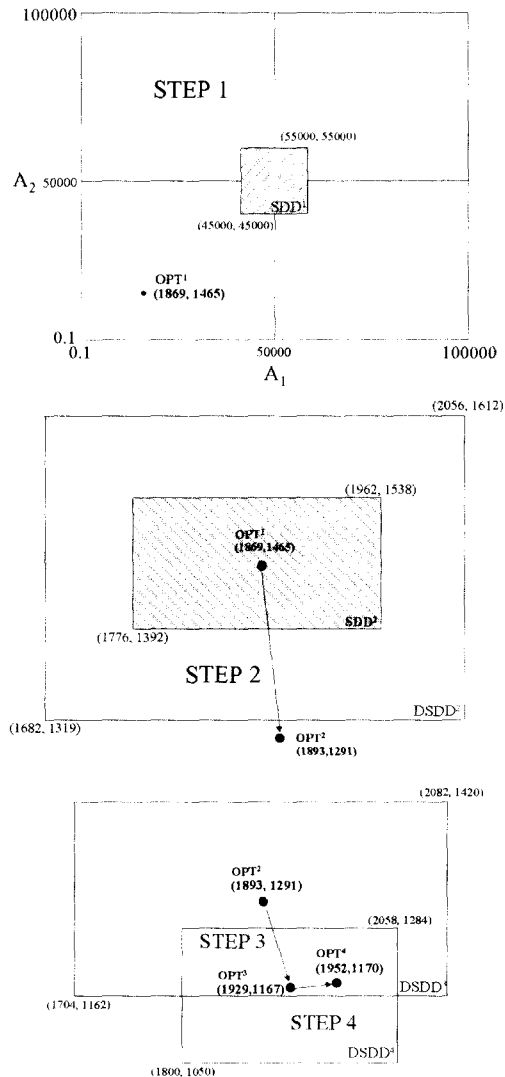 100000
STEP 1
(55000, 55000)
A₂ 50000
SDD¹
(45000, 45000)
OPT¹
(1869, 1465)
0.1
0.1 50000 100000
A₁
(2056, 1612)
(1962, 1538)
OPT¹
(1869,1465)
SDD²
(1776, 1392)
STEP 2
DSDD²
(1682, 1319)
OPT²
(1893,1291)
(2082, 1420)
OPT²
(1893, 1291)
(2058, 1284)
STEP 3
OPT⁴
(1952,1170)
OPT³
(1929,1167)
DSDD³
(1704, 1162)
STEP 4
DSDD⁴
(1800, 1050)